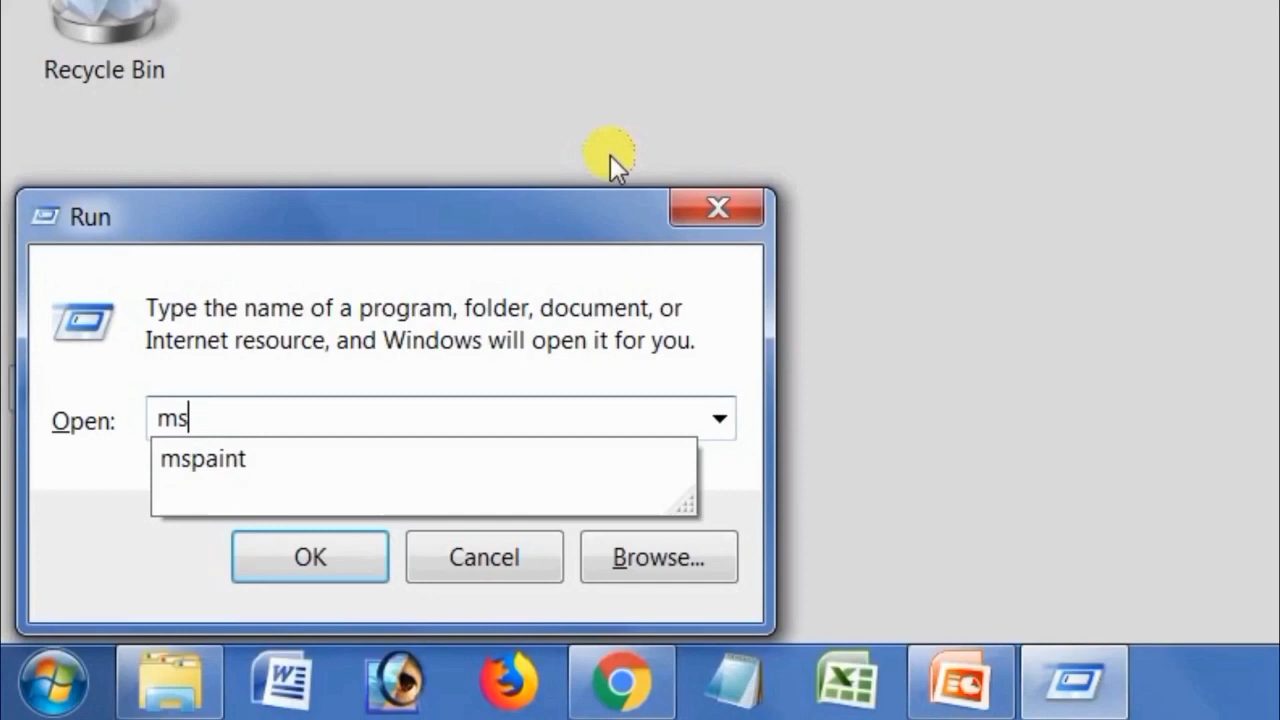 Recycle Bin
Run
X
Type the name of a program, folder, document, or
Internet resource, and Windows will open it for you.
Open:
ms
mspaint
OK
Cancel
Browse...
W
X